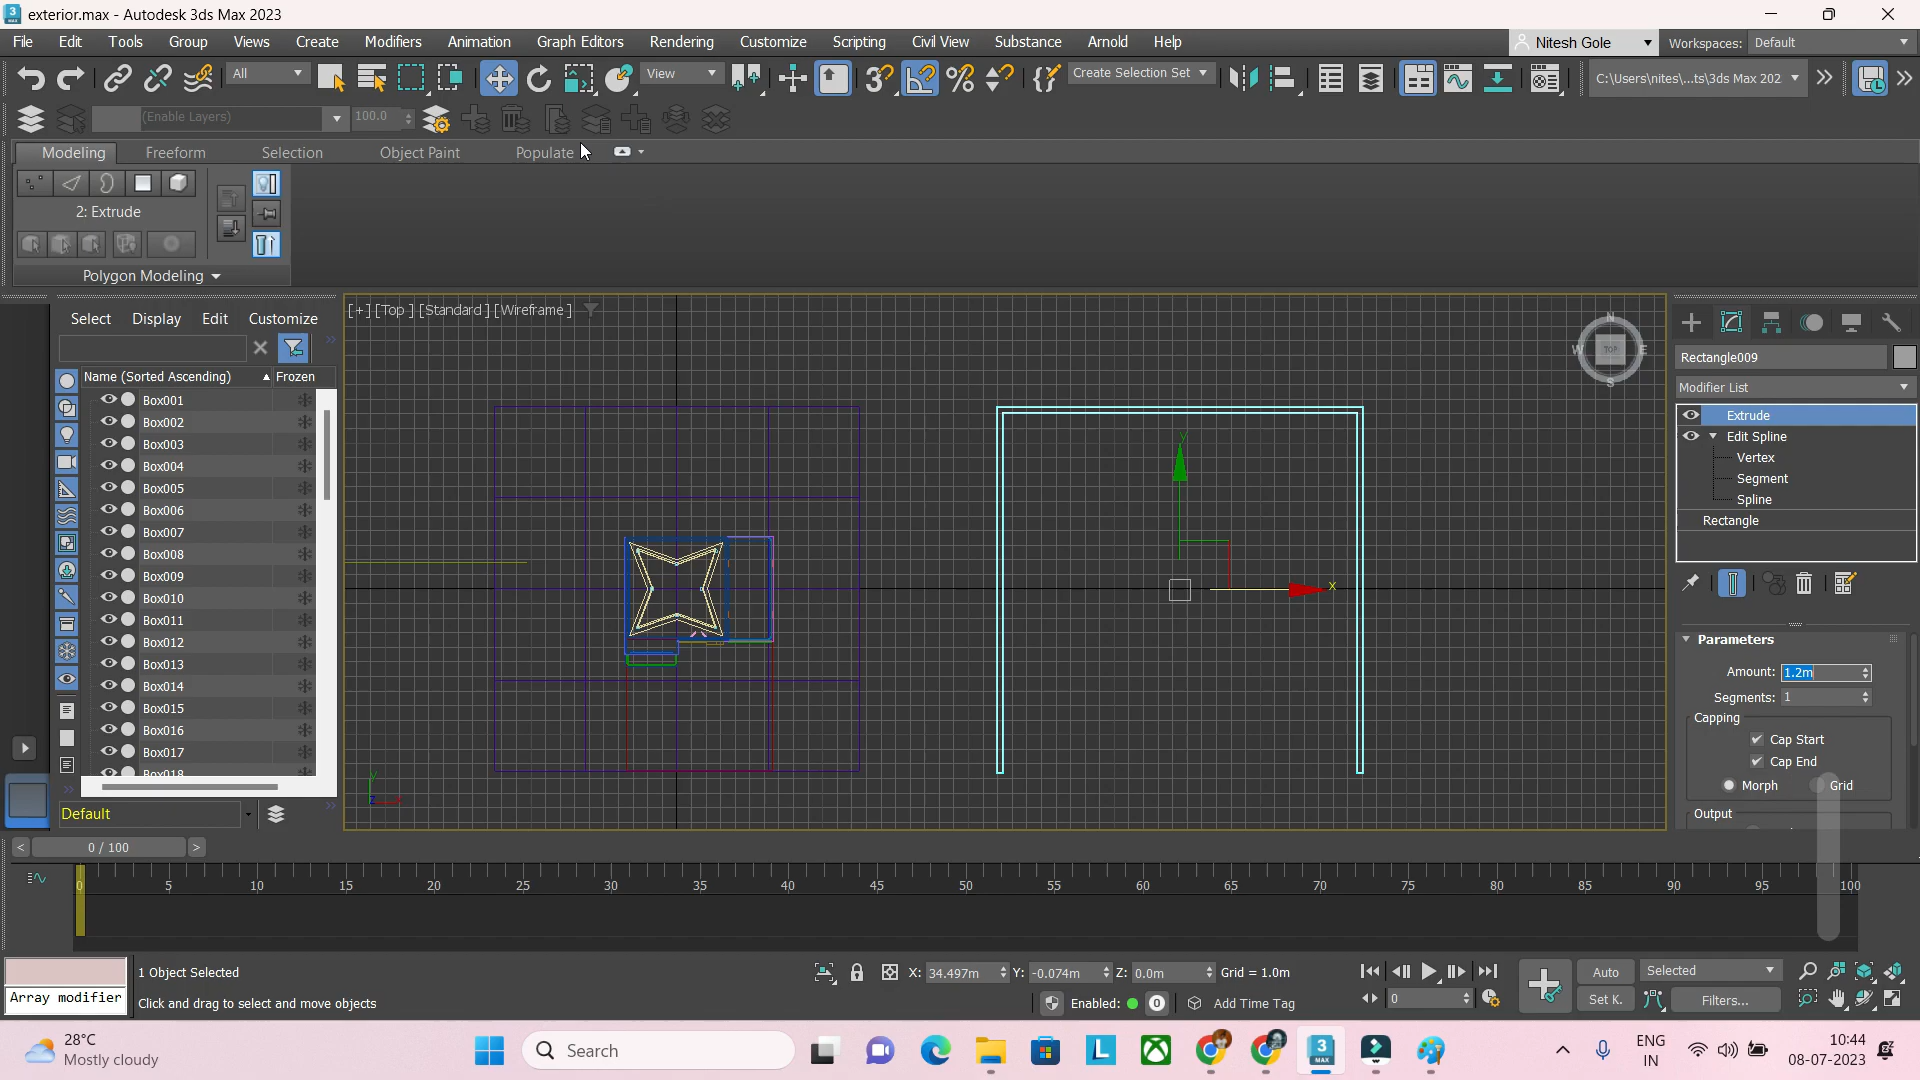 exterior.max - Autodesk 3ds Max 2023
File Edit Tools Group Views Create Modifiers Animation Graph Editors Rendering Customize Scripting Civil View Substance Arnold Help
Nitesh Gole Workspaces: Default
All View Create Selection Set C:\Users\nites\...ts\3ds Max 202
(Enable Layers) 100.0
Modeling Freeform Selection Object Paint Populate
2: Extrude
Polygon Modeling
Select Display Edit Customize
Name (Sorted Ascending) Frozen
Box001
Box002
Box003
Box004
Box005
Box006
Box007
Box008
Box009
Box010
Box011
Box012
Box013
Box014
Box015
Box016
Box017
Box018
Default
[+] [Top ] [Standard ] [Wireframe ]
N
W TOP E
S
y
x
y
z
Rectangle009
Modifier List
Extrude
Edit Spline
Vertex
Segment
Spline
Rectangle
Parameters
Amount: 1.2m
Segments: 1
Capping
Cap Start
Cap End
Morph Grid
Output
0 / 100
0 5 10 15 20 25 30 35 40 45 50 55 60 65 70 75 80 85 90 95 100
Array modifier
1 Object Selected
Click and drag to select and move objects
X: 34.497m Y: -0.074m Z: 0.0m Grid = 1.0m
Enabled: 0 Add Time Tag
0
Auto Selected
Set K. Filters...
28°C
Mostly cloudy
Search
ENG
IN
10:44
08-07-2023